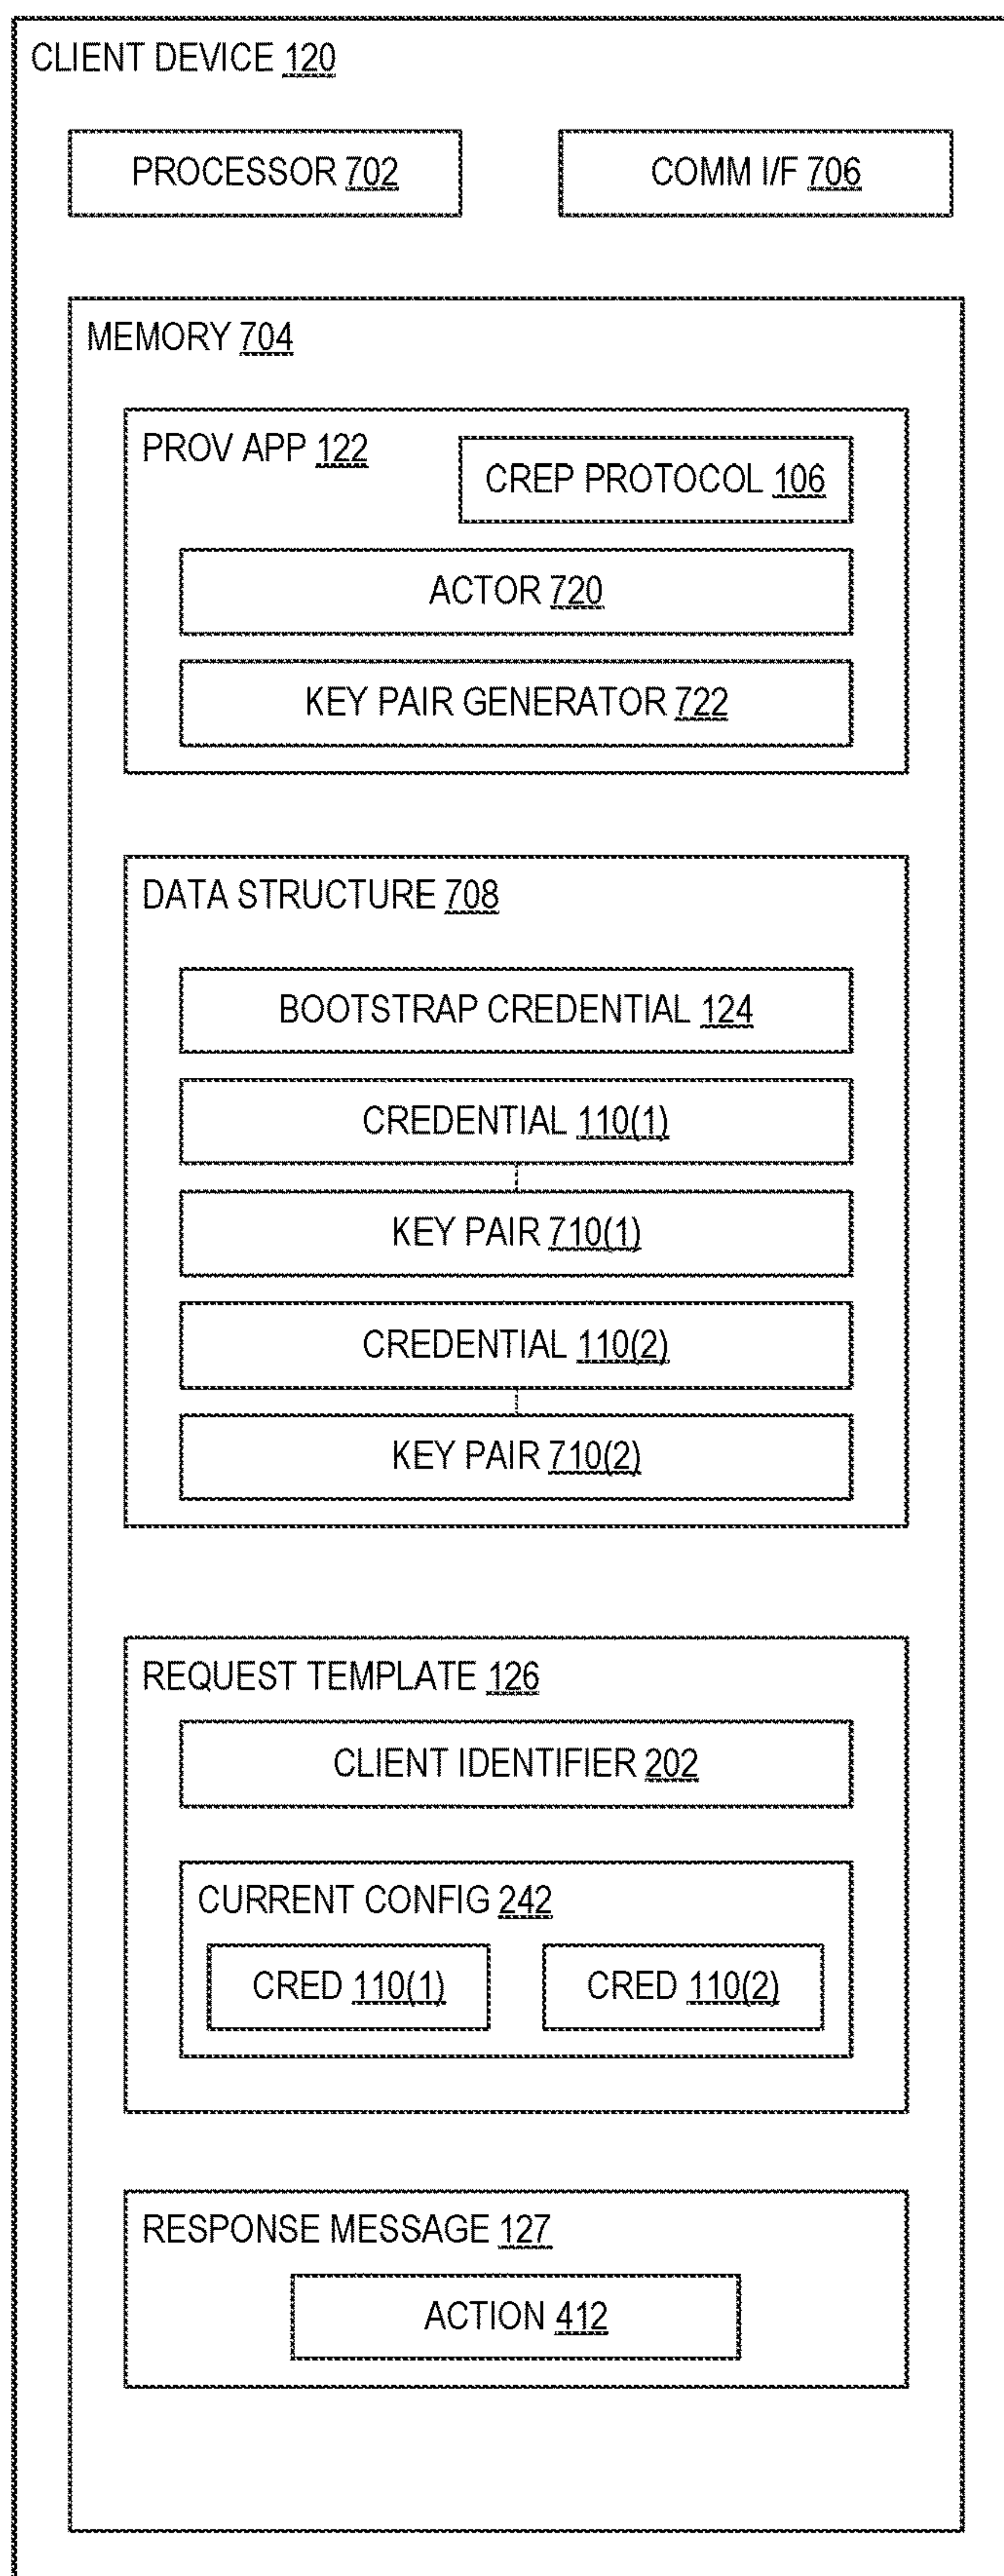 CLIENT DEVICE 120
PROCESSOR 702
COMM I/F 706
MEMORY 704
PROV APP 122
CREP PROTOCOL 106
ACTOR 720
KEY PAIR GENERATOR 722
DATA STRUCTURE 708
BOOTSTRAP CREDENTIAL 124
CREDENTIAL 110(1)
KEY PAIR 710(1)
CREDENTIAL 110(2)
KEY PAIR 710(2)
REQUEST TEMPLATE 126
CLIENT IDENTIFIER 202
CURRENT CONFIG 242
CRED 110(1)
CRED 110(2)
RESPONSE MESSAGE 127
ACTION 412